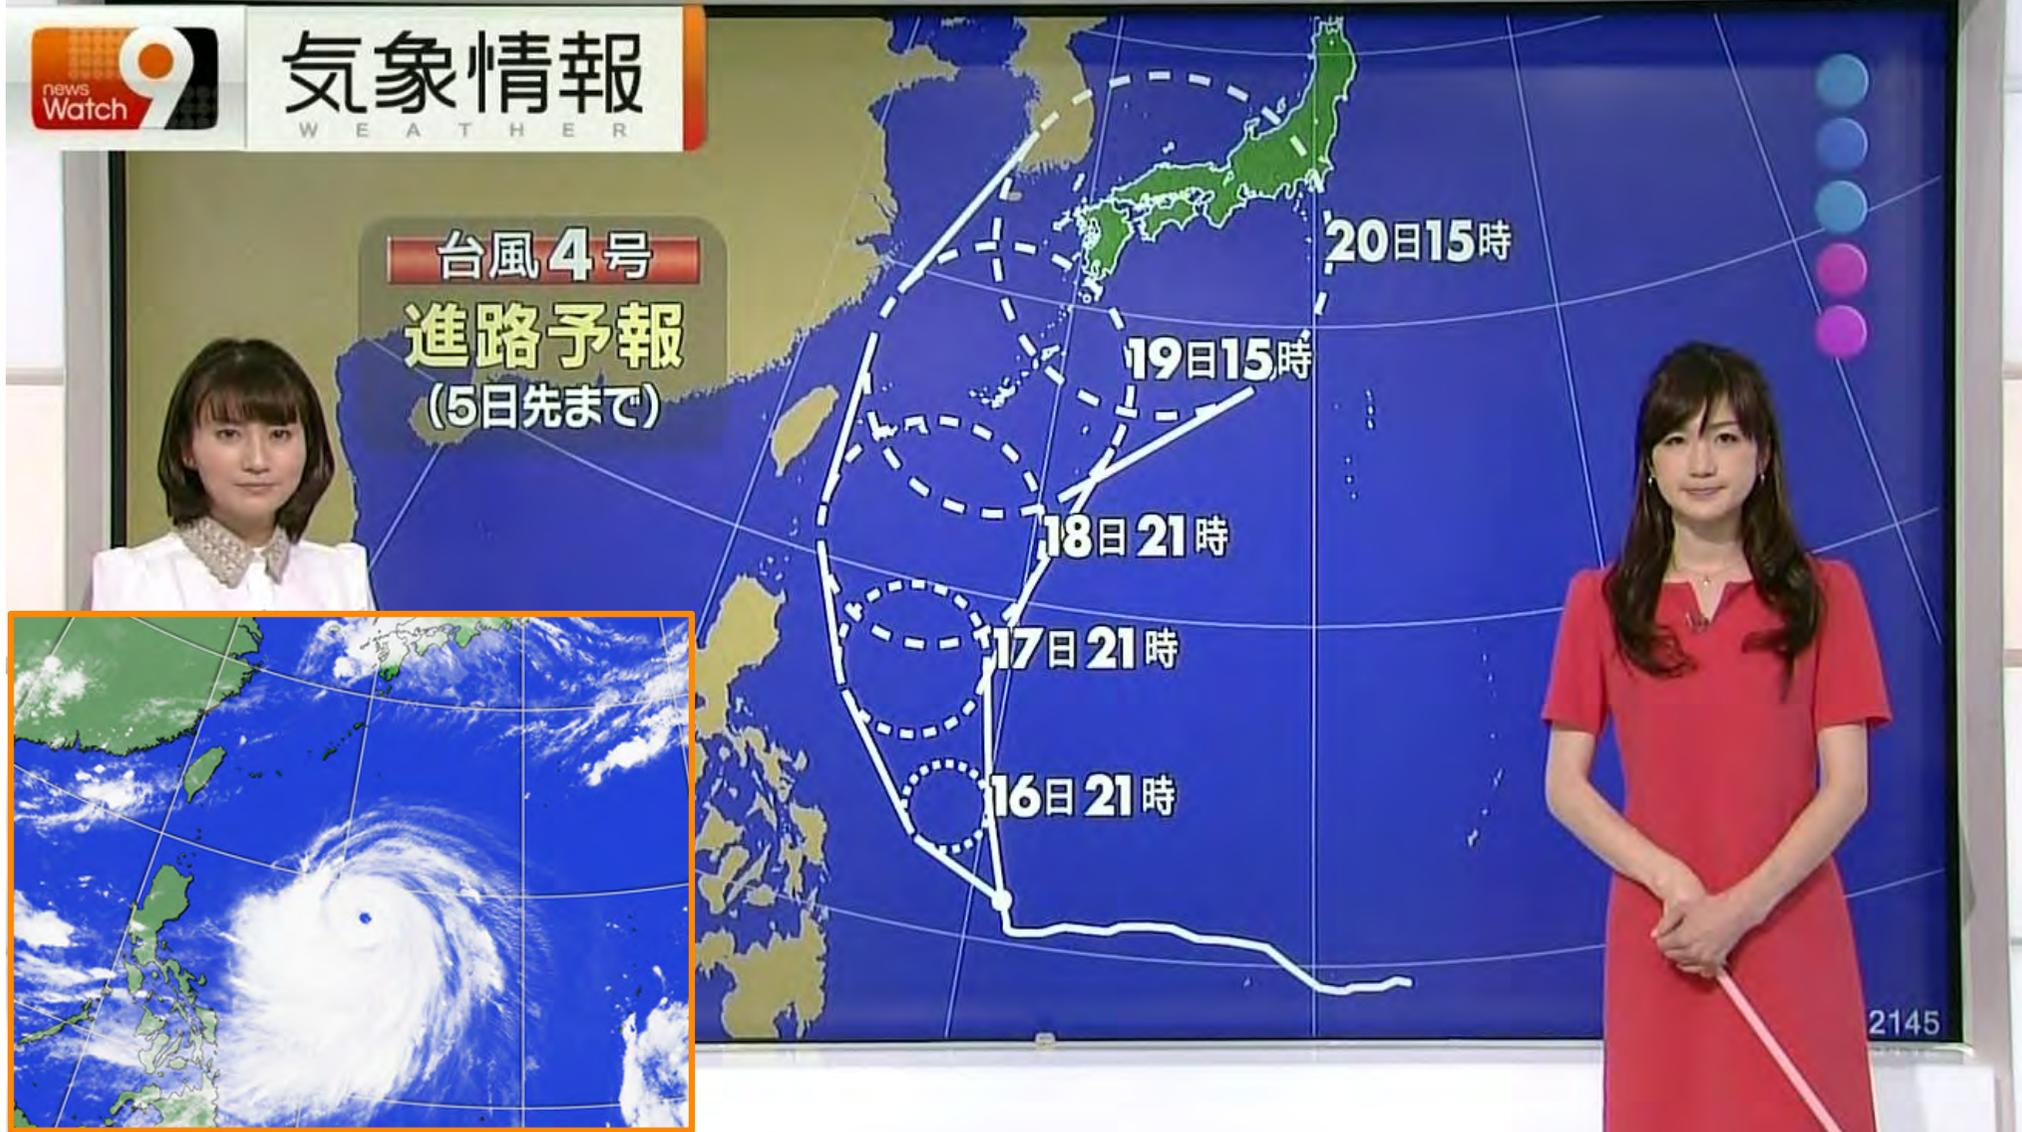 news
Watch 9
気象情報
WEATHER
台風4号
進路予報
(5日先まで)
20日15時
19日15時
18日21時
17日21時
16日21時
2145